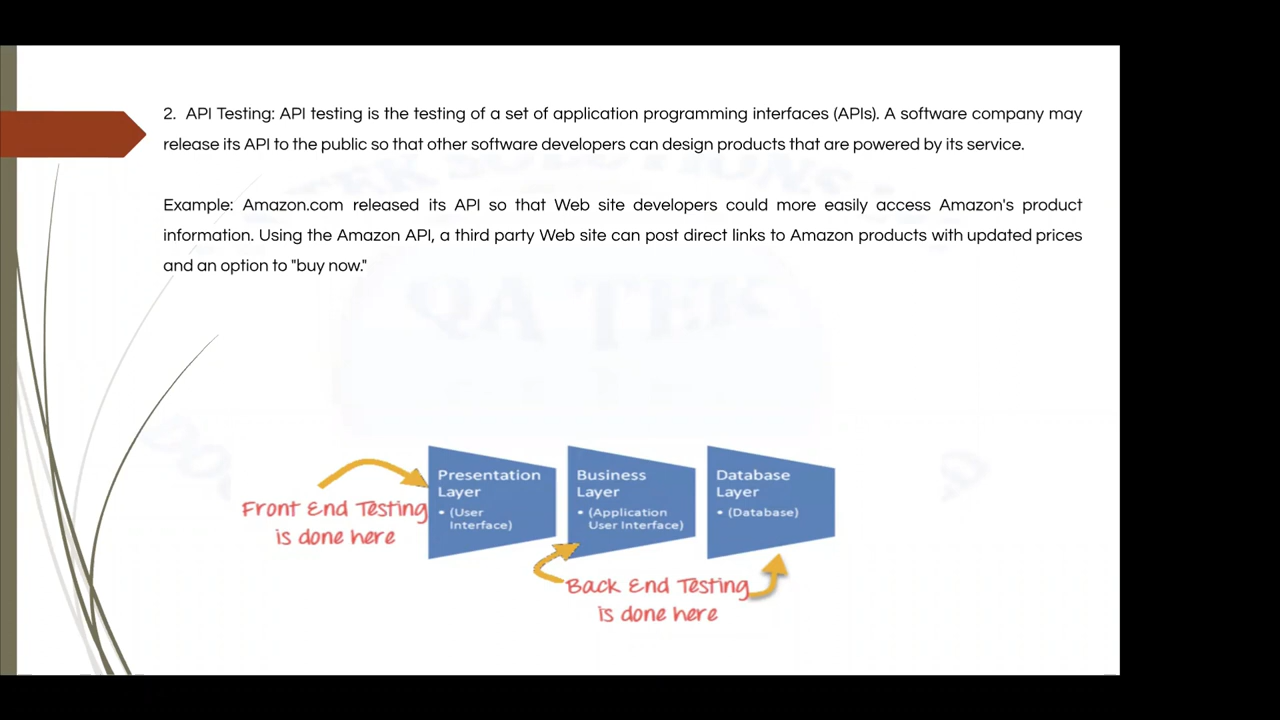 2. API Testing: API testing is the testing of a set of application programming interfaces (APIs). A software company may
release its API to the public so that other software developers can design products that are powered by its service.
Example: Amazon.com released its API so that Web site developers could more easily access Amazon's product
information. Using the Amazon API, a third party Web site can post direct links to Amazon products with updated prices
and an option to "buy now."
QA TEK
Presentation
Layer
• (User
Interface)
Business
Layer
• (Application
User Interface)
Database
Layer
• (Database)
Front End Testing
is done here
Back End Testing
is done here